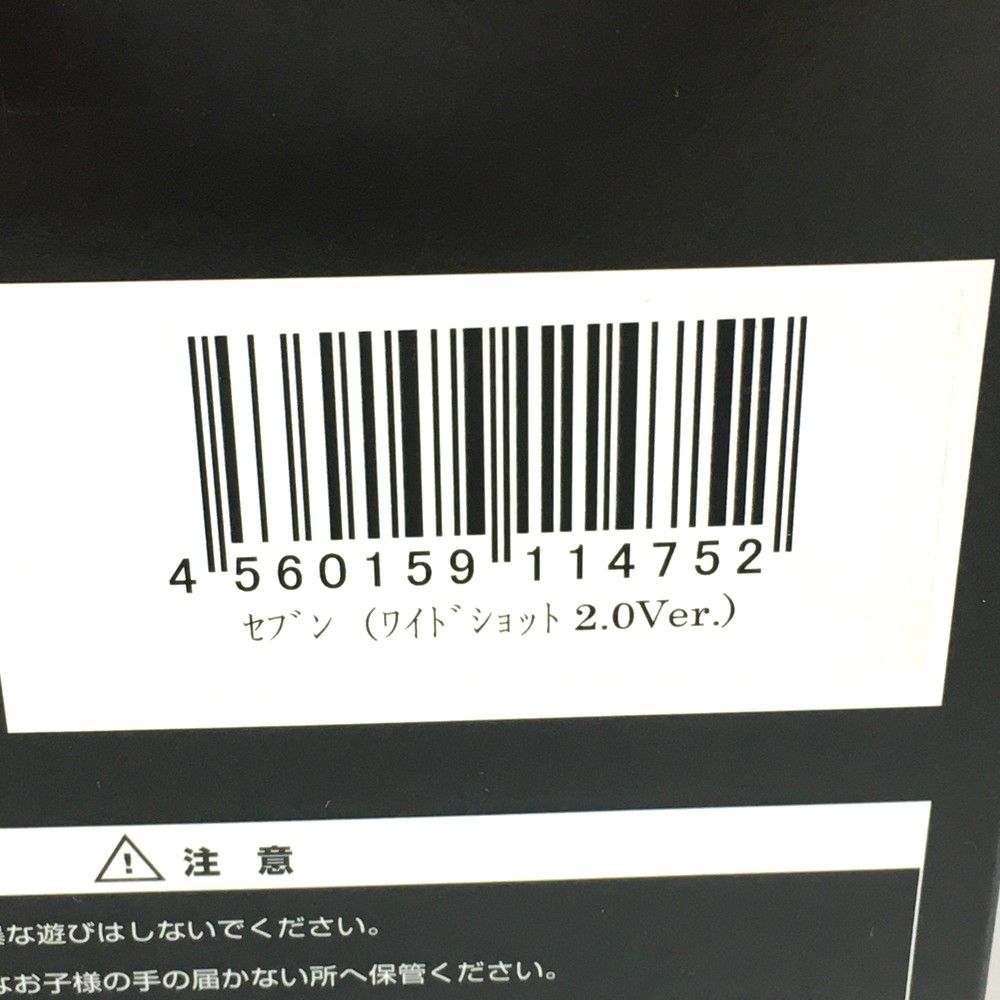 4 560159 114752
ｾﾌﾞﾝ (ﾜｲﾄﾞｼｮｯﾄ 2.0Ver.)
注 意
な遊びはしないでください。
なお子様の手の届かない所へ保管ください。